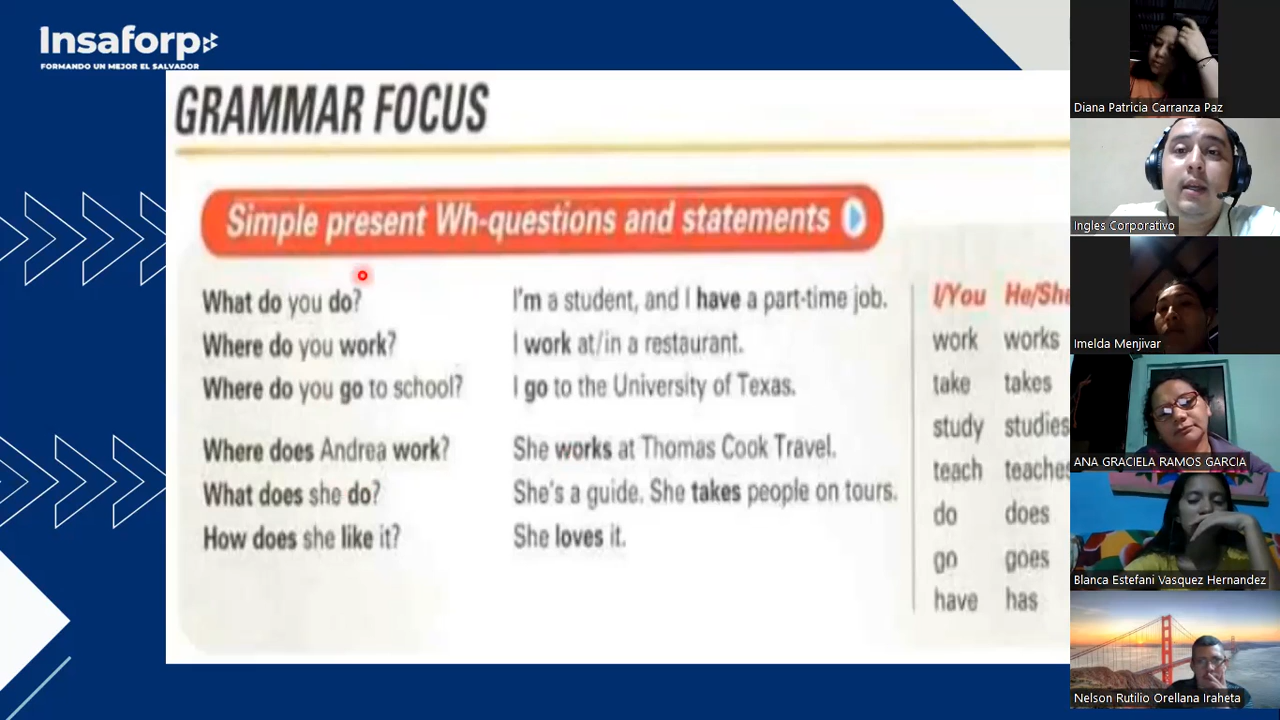 Insaforp
FORMANDO UN MEJOR EL SALVADOR
GRAMMAR FOCUS
Simple present Wh-questions and statements
What do you do? I'm a student, and I have a part-time job.
Where do you work? I work at/in a restaurant.
Where do you go to school? I go to the University of Texas.
Where does Andrea work? She works at Thomas Cook Travel.
What does she do? She's a guide. She takes people on tours.
How does she like it? She loves it.
I/You He/She
work works
take takes
study studies
teach teaches
do does
go goes
have has
Diana Patricia Carranza Paz
Ingles Corporativo
Imelda Menjivar
ANA GRACIELA RAMOS GARCIA
Blanca Estefani Vasquez Hernandez
Nelson Rutilio Orellana Iraheta